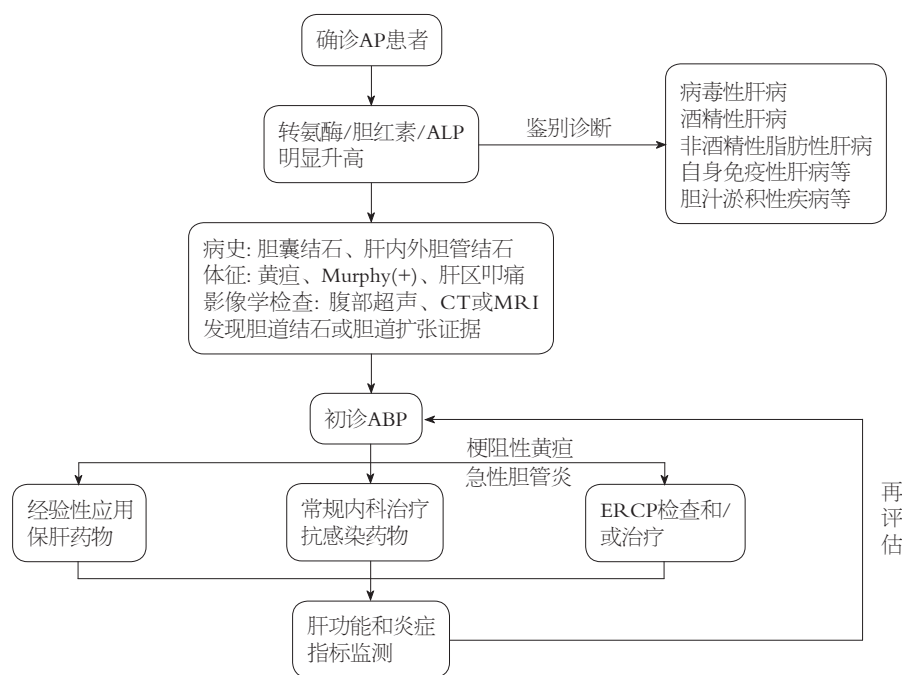 确诊AP患者
转氨酶/胆红素/ALP
明显升高
鉴别诊断
病毒性肝病
酒精性肝病
非酒精性脂肪性肝病
自身免疫性肝病等
胆汁淤积性疾病等
病史: 胆囊结石、肝内外胆管结石
体征: 黄疸、Murphy(+)、肝区叩痛
影像学检查: 腹部超声、CT或MRI
发现胆道结石或胆道扩张证据
初诊ABP
梗阻性黄疸
急性胆管炎
经验性应用
保肝药物
常规内科治疗
抗感染药物
ERCP检查和/
或治疗
再评估
肝功能和炎症
指标监测